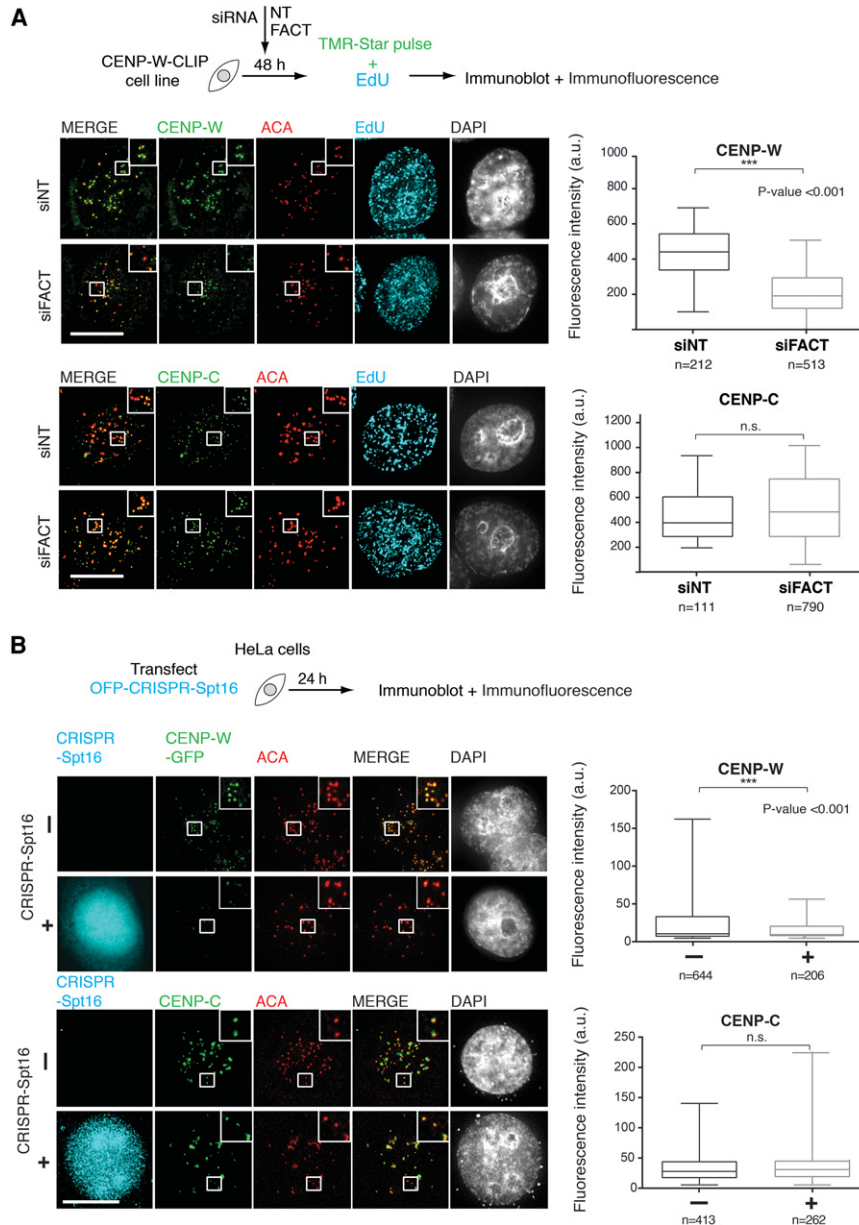 A
siRNA NT
FACT
CENP-W-CLIP
cell line
48 h
TMR-Star pulse
+
EdU
Immunoblot + Immunofluorescence
MERGE CENP-W ACA EdU DAPI
siNT
siFACT
CENP-W
***
P-value <0.001
Fluorescence intensity (a.u.)
1000
800
600
400
200
0
siNT siFACT
n=212 n=513
MERGE CENP-C ACA EdU DAPI
siNT
siFACT
CENP-C
n.s.
Fluorescence intensity (a.u.)
1200
1000
800
600
400
200
0
siNT siFACT
n=111 n=790
B
HeLa cells
Transfect
OFP-CRISPR-Spt16
24 h
Immunoblot + Immunofluorescence
CRISPR
-Spt16
CENP-W
-GFP
ACA MERGE DAPI
CRISPR-Spt16
−
+
CENP-W
***
P-value <0.001
Fluorescence intensity (a.u.)
200
150
100
50
0
− +
n=644 n=206
CRISPR
-Spt16
CENP-C ACA MERGE DAPI
CRISPR-Spt16
−
+
CENP-C
n.s.
Fluorescence intensity (a.u.)
250
200
150
100
50
0
− +
n=413 n=262